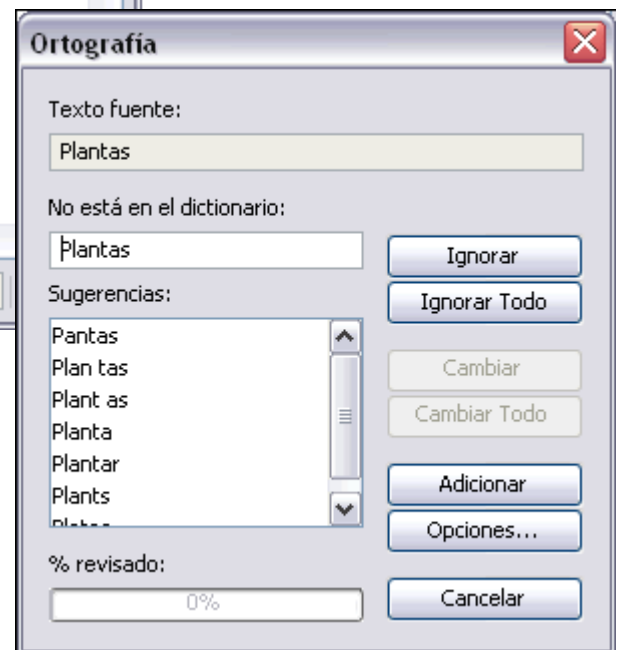 Ortografía
Texto fuente:
Plantas
No está en el dictionario:
Plantas
Ignorar
Sugerencias:
Ignorar Todo
Pantas
Plan tas
Cambiar
Plant as
Cambiar Todo
Planta
Plantar
Adicionar
Plants
Opciones...
% revisado:
0%
Cancelar